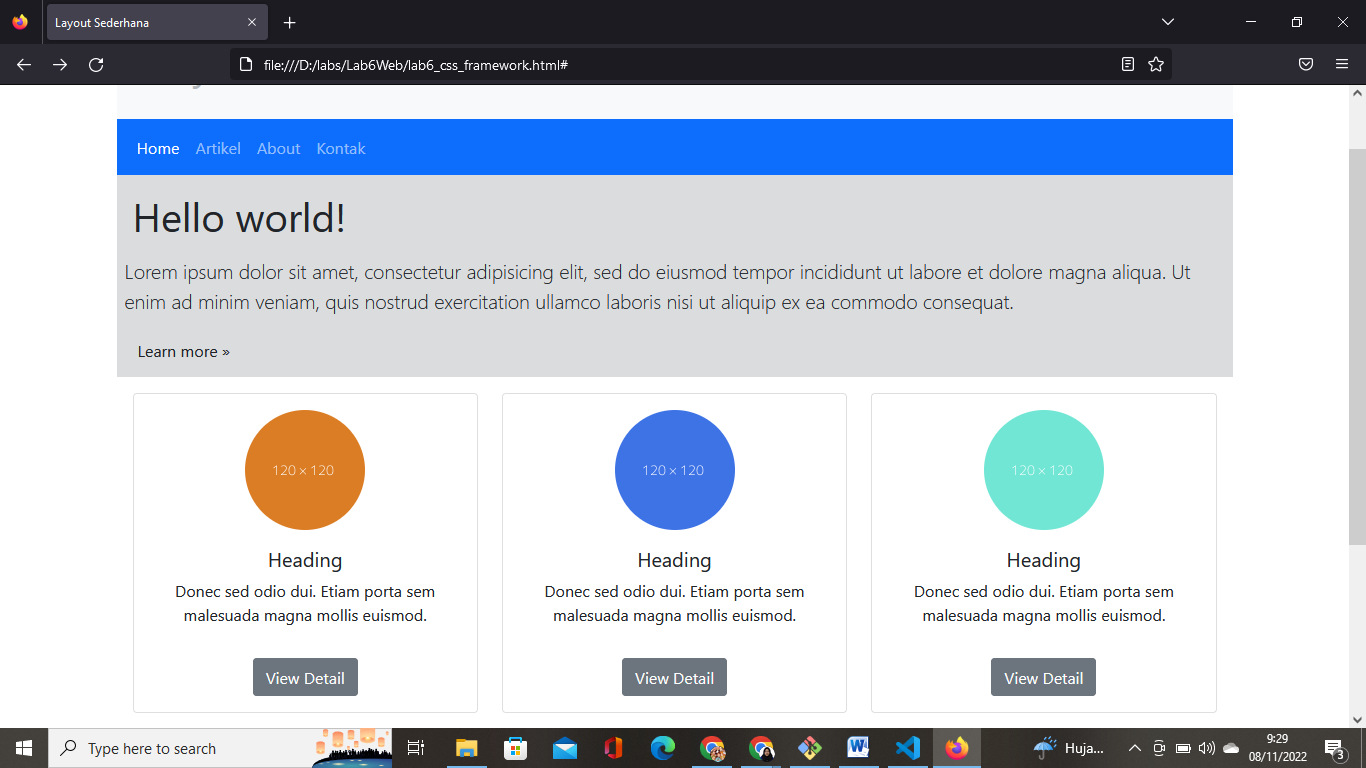 Layout Sederhana
file:///D:/labs/Lab6Web/lab6_css_framework.html#
Home Artikel About Kontak
Hello world!
Lorem ipsum dolor sit amet, consectetur adipisicing elit, sed do eiusmod tempor incididunt ut labore et dolore magna aliqua. Ut
enim ad minim veniam, quis nostrud exercitation ullamco laboris nisi ut aliquip ex ea commodo consequat.
Learn more »
120 × 120
Heading
Donec sed odio dui. Etiam porta sem
malesuada magna mollis euismod.
View Detail
120 × 120
Heading
Donec sed odio dui. Etiam porta sem
malesuada magna mollis euismod.
View Detail
120 × 120
Heading
Donec sed odio dui. Etiam porta sem
malesuada magna mollis euismod.
View Detail
Type here to search
Huja...
9:29
08/11/2022
3